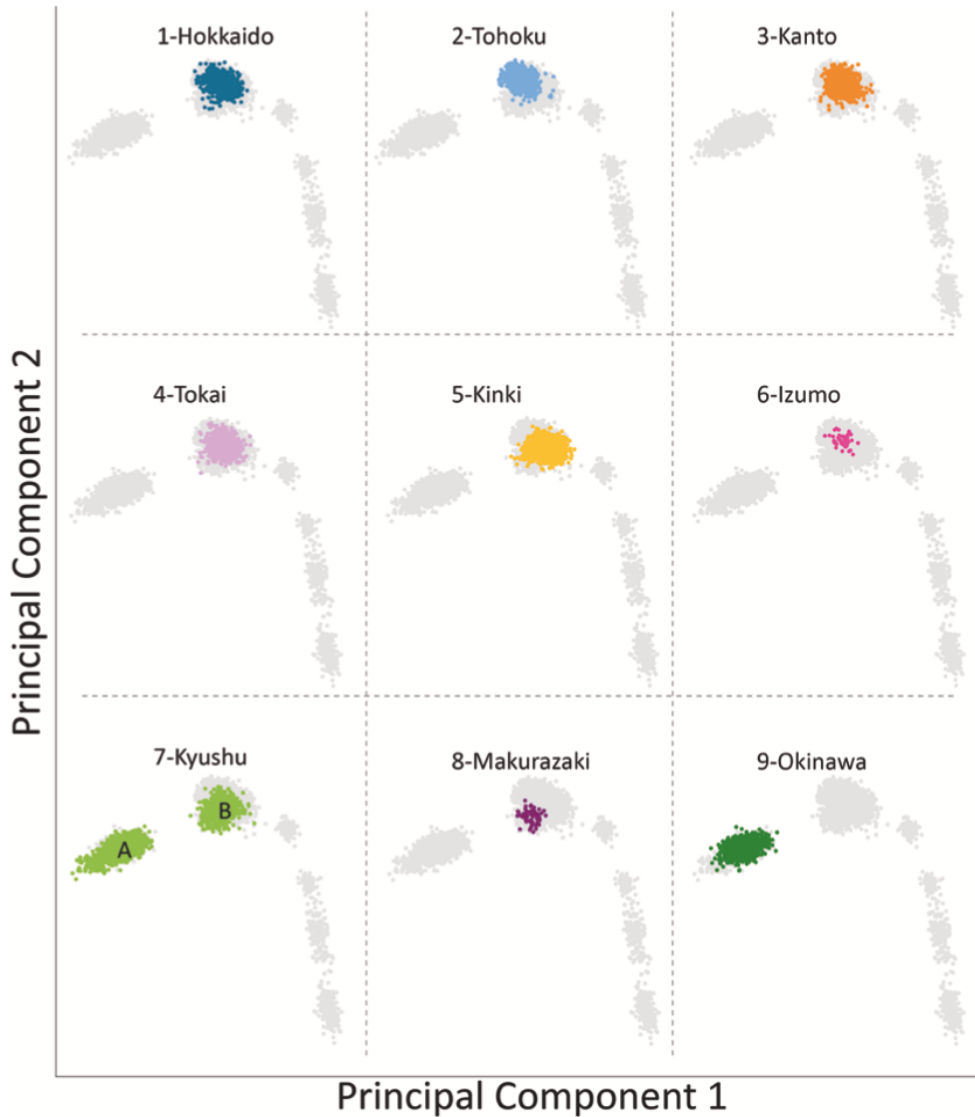 1-Hokkaido
2-Tohoku
3-Kanto
4-Tokai
5-Kinki
6-Izumo
7-Kyushu
8-Makurazaki
9-Okinawa
B
A
Principal Component 2
Principal Component 1